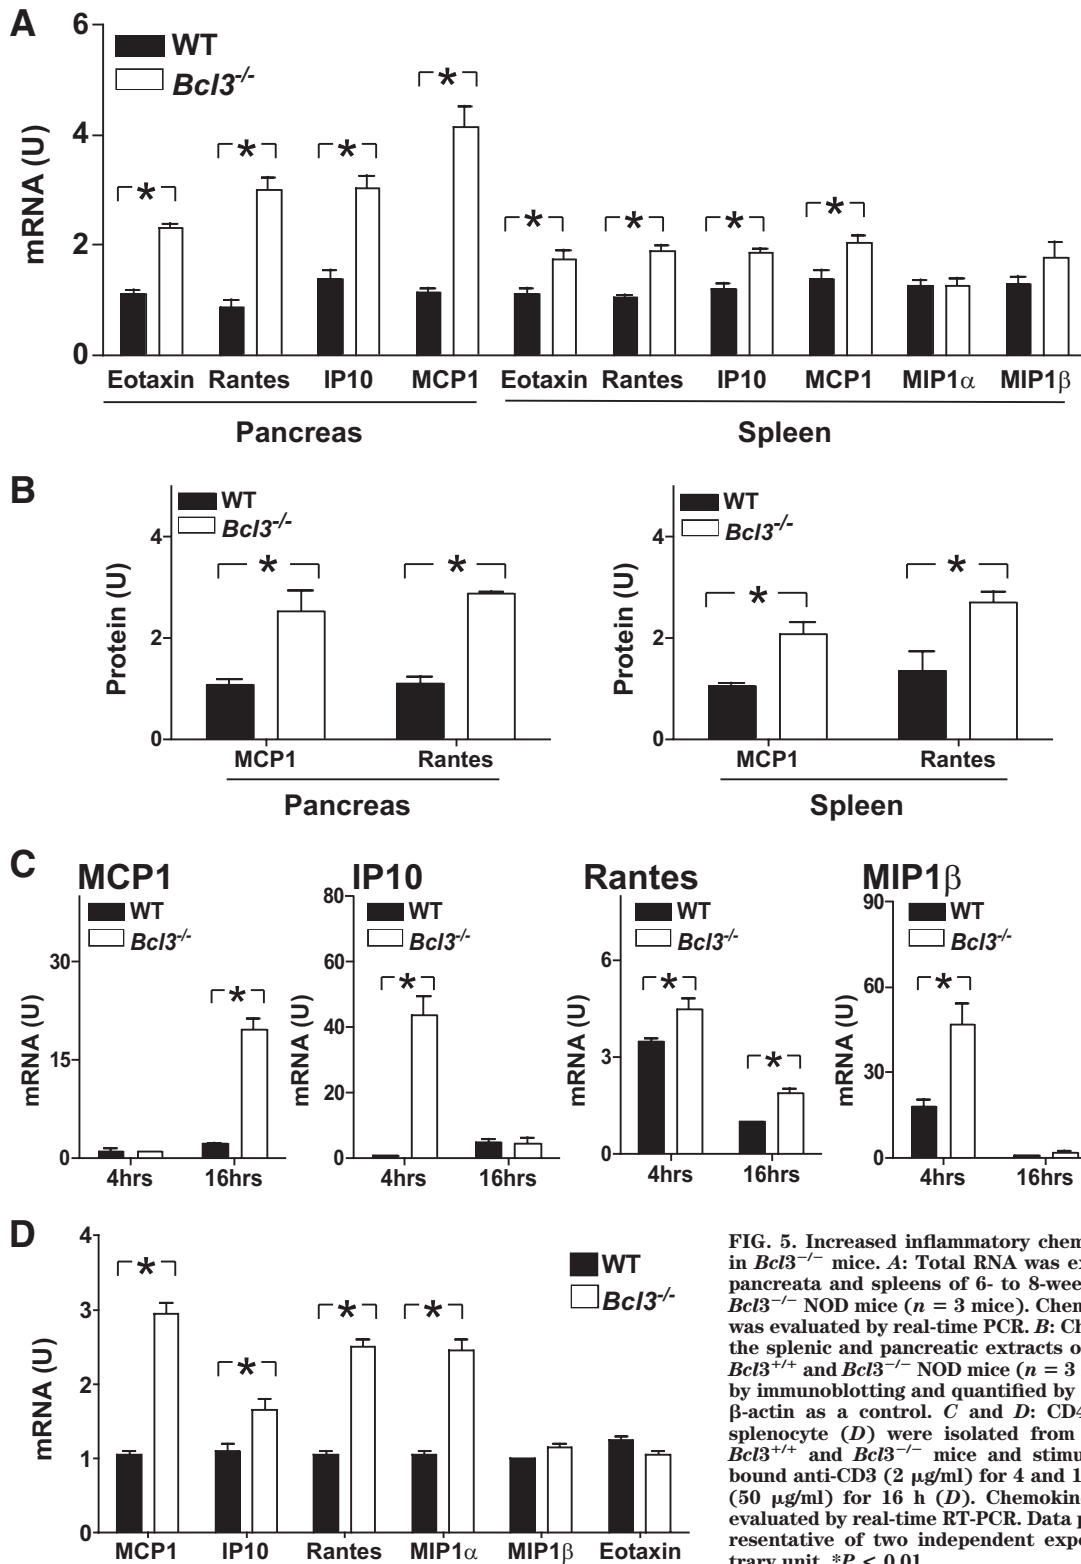 A
6
4
2
0
mRNA (U)
WT
Bcl3-/-
*
*
*
*
*
*
*
*
Eotaxin Rantes IP10 MCP1 Eotaxin Rantes IP10 MCP1 MIP1α MIP1β
Pancreas Spleen
B
WT
Bcl3-/-
4
2
0
Protein (U)
* *
MCP1 Rantes
Pancreas
WT
Bcl3-/-
4
2
0
Protein (U)
* *
MCP1 Rantes
Spleen
C
MCP1
WT
Bcl3-/-
30
15
0
mRNA (U)
*
4hrs 16hrs
IP10
80
60
40
20
0
WT
Bcl3-/-
mRNA (U)
*
4hrs 16hrs
Rantes
WT
Bcl3-/-
6
3
0
mRNA (U)
* *
4hrs 16hrs
MIP1β
90
60
30
0
WT
Bcl3-/-
mRNA (U)
*
4hrs 16hrs
D
4
3
2
1
0
mRNA (U)
WT
Bcl3-/-
* * * *
MCP1 IP10 Rantes MIP1α MIP1β Eotaxin
FIG. 5. Increased inflammatory chem
in Bcl3−/− mice. A: Total RNA was ex
pancreata and spleens of 6- to 8-wee
Bcl3−/− NOD mice (n = 3 mice). Chem
was evaluated by real-time PCR. B: Ch
the splenic and pancreatic extracts o
Bcl3+/+ and Bcl3−/− NOD mice (n = 3
by immunoblotting and quantified by
β-actin as a control. C and D: CD4
splenocyte (D) were isolated from
Bcl3+/+ and Bcl3−/− mice and stimu
bound anti-CD3 (2 μg/ml) for 4 and 1
(50 μg/ml) for 16 h (D). Chemokin
evaluated by real-time RT-PCR. Data p
resentative of two independent expe
trary unit. *P < 0.01